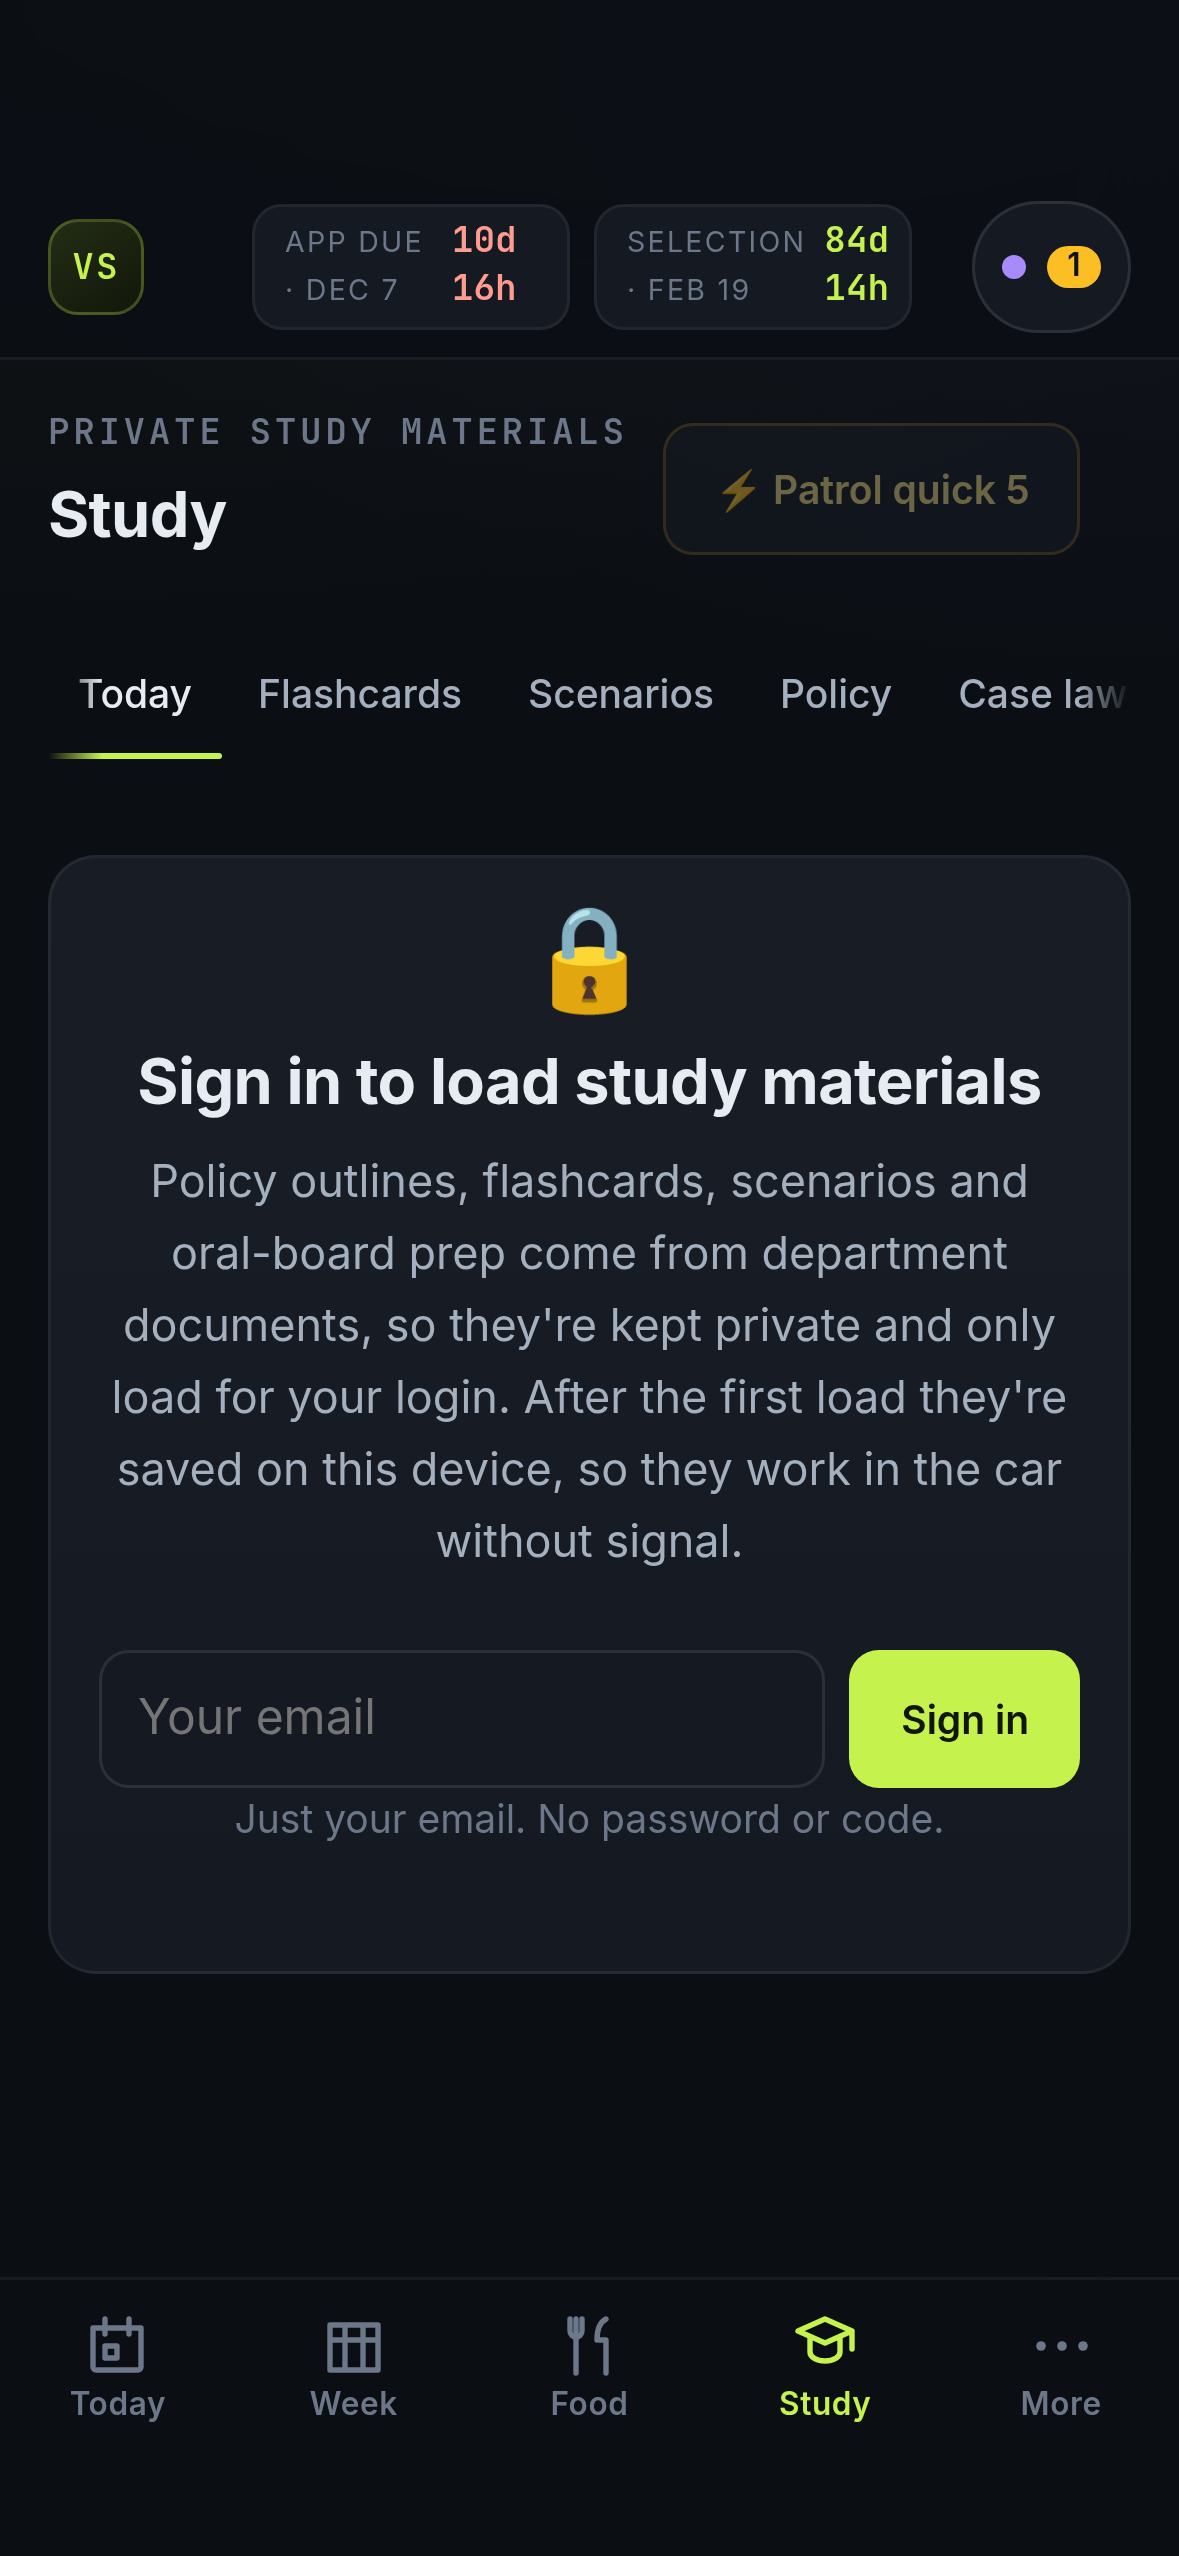 VS
APP DUE 10d
· DEC 7 16h
SELECTION 84d
· FEB 19 14h
1
PRIVATE STUDY MATERIALS
Study
⚡ Patrol quick 5
Today Flashcards Scenarios Policy Case law
Sign in to load study materials
Policy outlines, flashcards, scenarios and
oral-board prep come from department
documents, so they're kept private and only
load for your login. After the first load they're
saved on this device, so they work in the car
without signal.
Your email
Sign in
Just your email. No password or code.
Today Week Food Study More